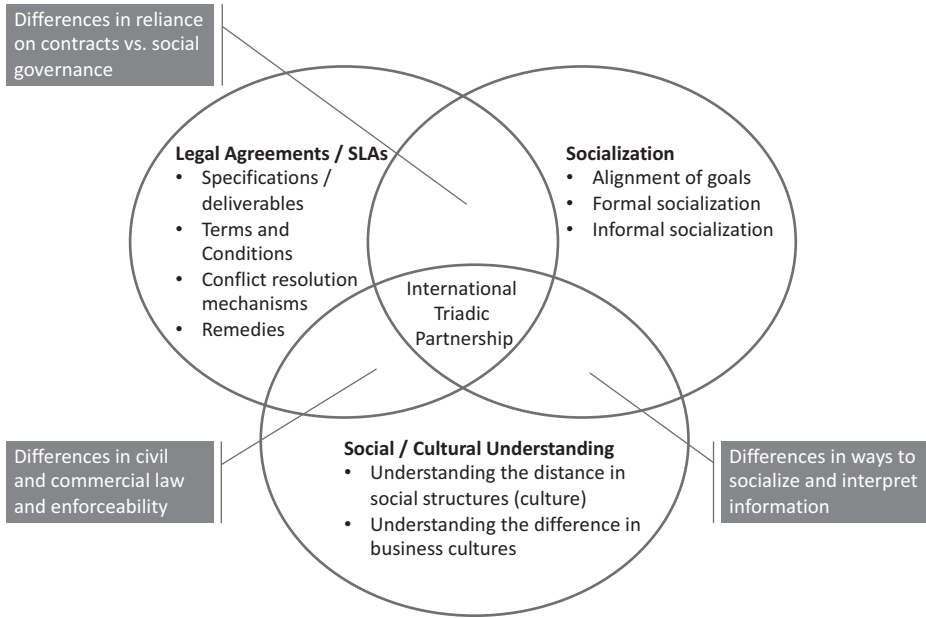 Differences in reliance
on contracts vs. social
governance
Legal Agreements / SLAs
• Specifications /
deliverables
• Terms and
Conditions
• Conflict resolution
mechanisms
• Remedies
Socialization
• Alignment of goals
• Formal socialization
• Informal socialization
International
Triadic
Partnership
Differences in civil
and commercial law
and enforceability
Social / Cultural Understanding
• Understanding the distance in
social structures (culture)
• Understanding the difference in
business cultures
Differences in ways to
socialize and interpret
information